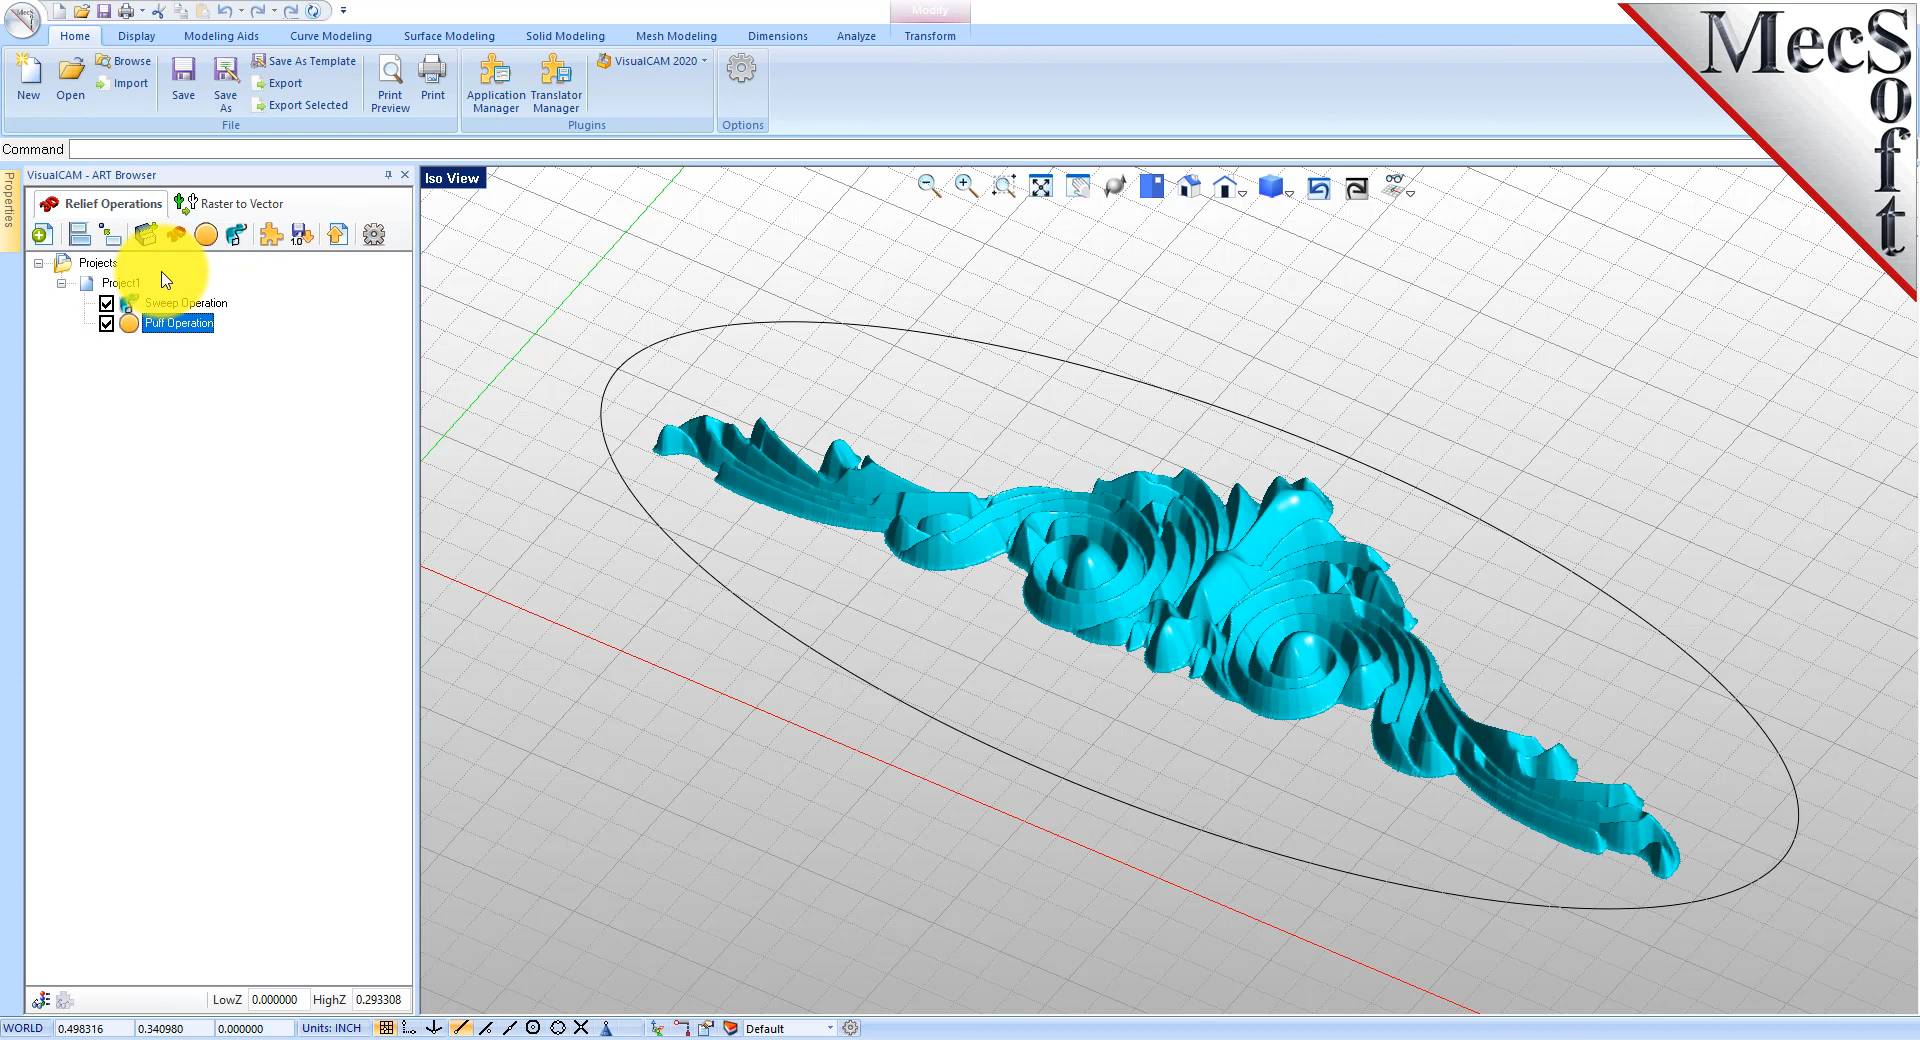 Modify
Home Display Modeling Aids Curve Modeling Surface Modeling Solid Modeling Mesh Modeling Dimensions Analyze Transform
New Open Browse Import Save Save As Save As Template Export Export Selected Print Preview Print Application Manager Translator Manager VisualCAM 2020
File Plugins Options
Command
MecSoft
Properties
VisualCAM - ART Browser
Relief Operations Raster to Vector
1.0
Projects
Project1
Sweep Operation
Puff Operation
Iso View
LowZ 0.000000 HighZ 0.293308
WORLD 0.498316 0.340980 0.000000 Units: INCH Default